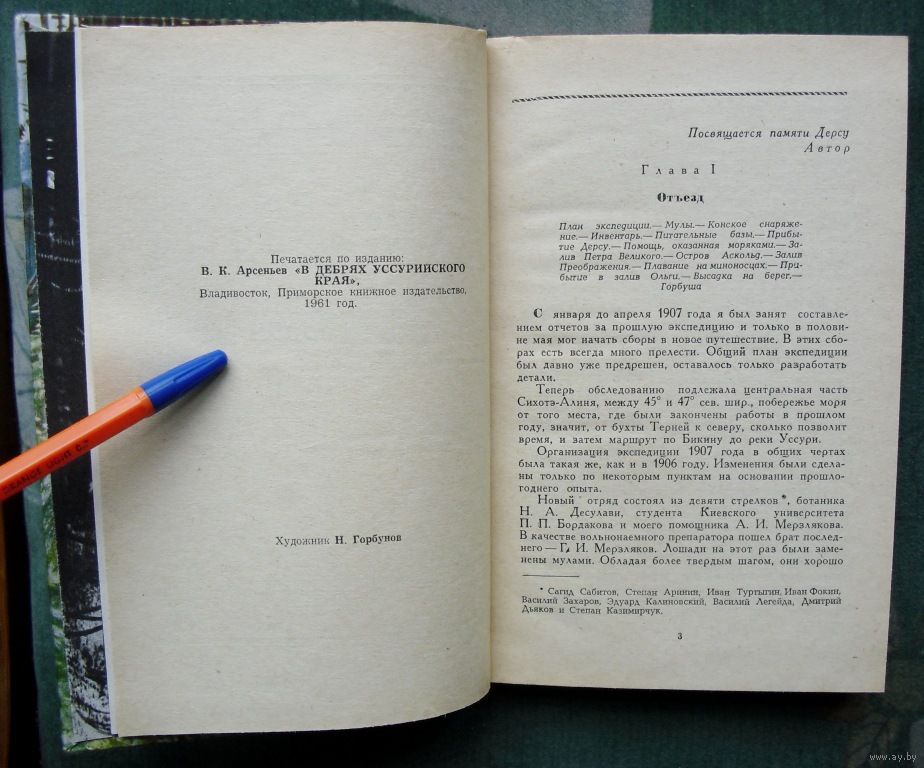 Печатается по изданию:
В. К. Арсеньев «В ДЕБРЯХ УССУРИЙСКОГО
КРАЯ»,
Владивосток, Приморское книжное издательство,
1961 год.
Художник Н. Горбунов
Посвящается памяти Дерсу
Автор
Глава I
Отъезд
План экспедиции.— Мулы.— Конское снаряже-
ние.— Инвентарь.— Питательные базы.— Прибы-
тие Дерсу.— Помощь, оказанная моряками.— За-
лив Петра Великого.— Остров Аскольд.— Залив
Преображения.— Плавание на миноносцах.— При-
бытие в залив Ольги.— Высадка на берег.—
Горбуша
С января до апреля 1907 года я был занят составле-
нием отчетов за прошлую экспедицию и только в полови-
не мая мог начать сборы в новое путешествие. В этих сбо-
рах есть всегда много прелести. Общий план экспедиции
был давно уже предрешен, оставалось только разработать
детали.
Теперь обследованию подлежала центральная часть
Сихотэ-Алиня, между 45° и 47° сев. шир., побережье моря
от того места, где были закончены работы в прошлом
году, значит, от бухты Терней к северу, сколько позволит
время, и затем маршрут по Бикину до реки Уссури.
Организация экспедиции 1907 года в общих чертах
была такая же, как и в 1906 году. Изменения были сдела-
ны только по некоторым пунктам на основании прошло-
годнего опыта.
Новый отряд состоял из девяти стрелков*, ботаника
Н. А. Десулави, студента Киевского университета
П. П. Бордакова и моего помощника А. И. Мерзлякова.
В качестве вольнонаемного препаратора пошел брат послед-
него — Г. И. Мерзляков. Лошади на этот раз были заме-
нены мулами. Обладая более твердым шагом, они хорошо
* Сагид Сабитов, Степан Аринин, Иван Туртыгин, Иван Фокин,
Василий Захаров, Эдуард Калиновский, Василий Легейда, Дмитрий
Дьяков и Степан Казимирчук.
3
www.ay.by